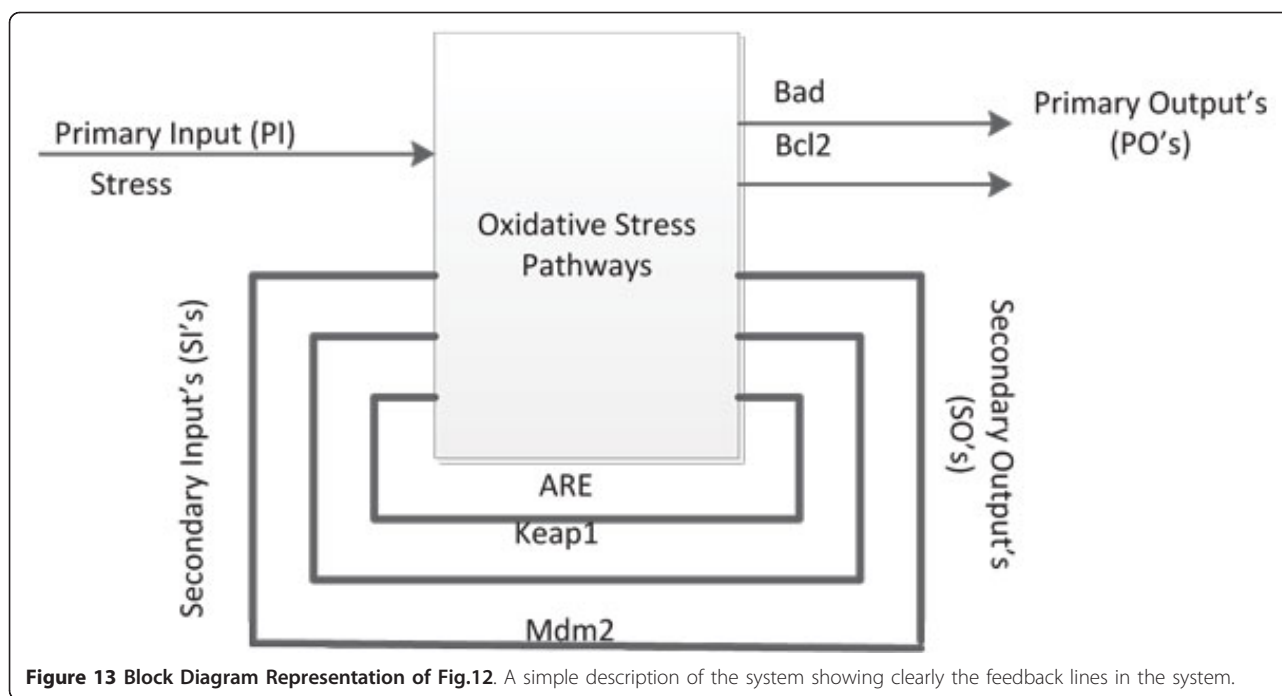 Primary Input (PI)
Stress
Bad
Bcl2
Primary Output's
(PO's)
Oxidative Stress
Pathways
Secondary Input's (SI's)
Secondary Output's
(SO's)
ARE
Keap1
Mdm2
Figure 13 Block Diagram Representation of Fig.12. A simple description of the system showing clearly the feedback lines in the system.